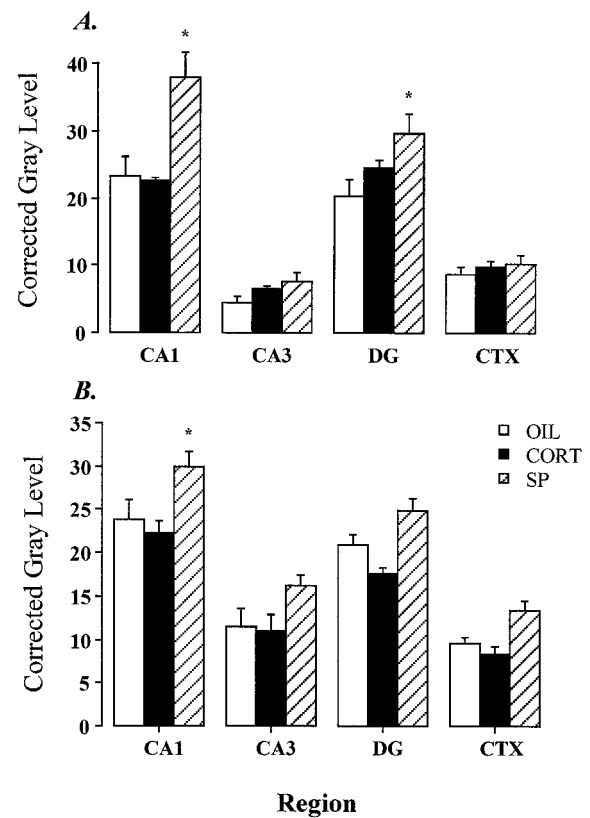 A.
Corrected Gray Level
*
*
40
30
20
10
0
CA1 CA3 DG CTX
B.
Corrected Gray Level
*
35
30
25
20
15
10
5
0
OIL
CORT
SP
CA1 CA3 DG CTX
Region